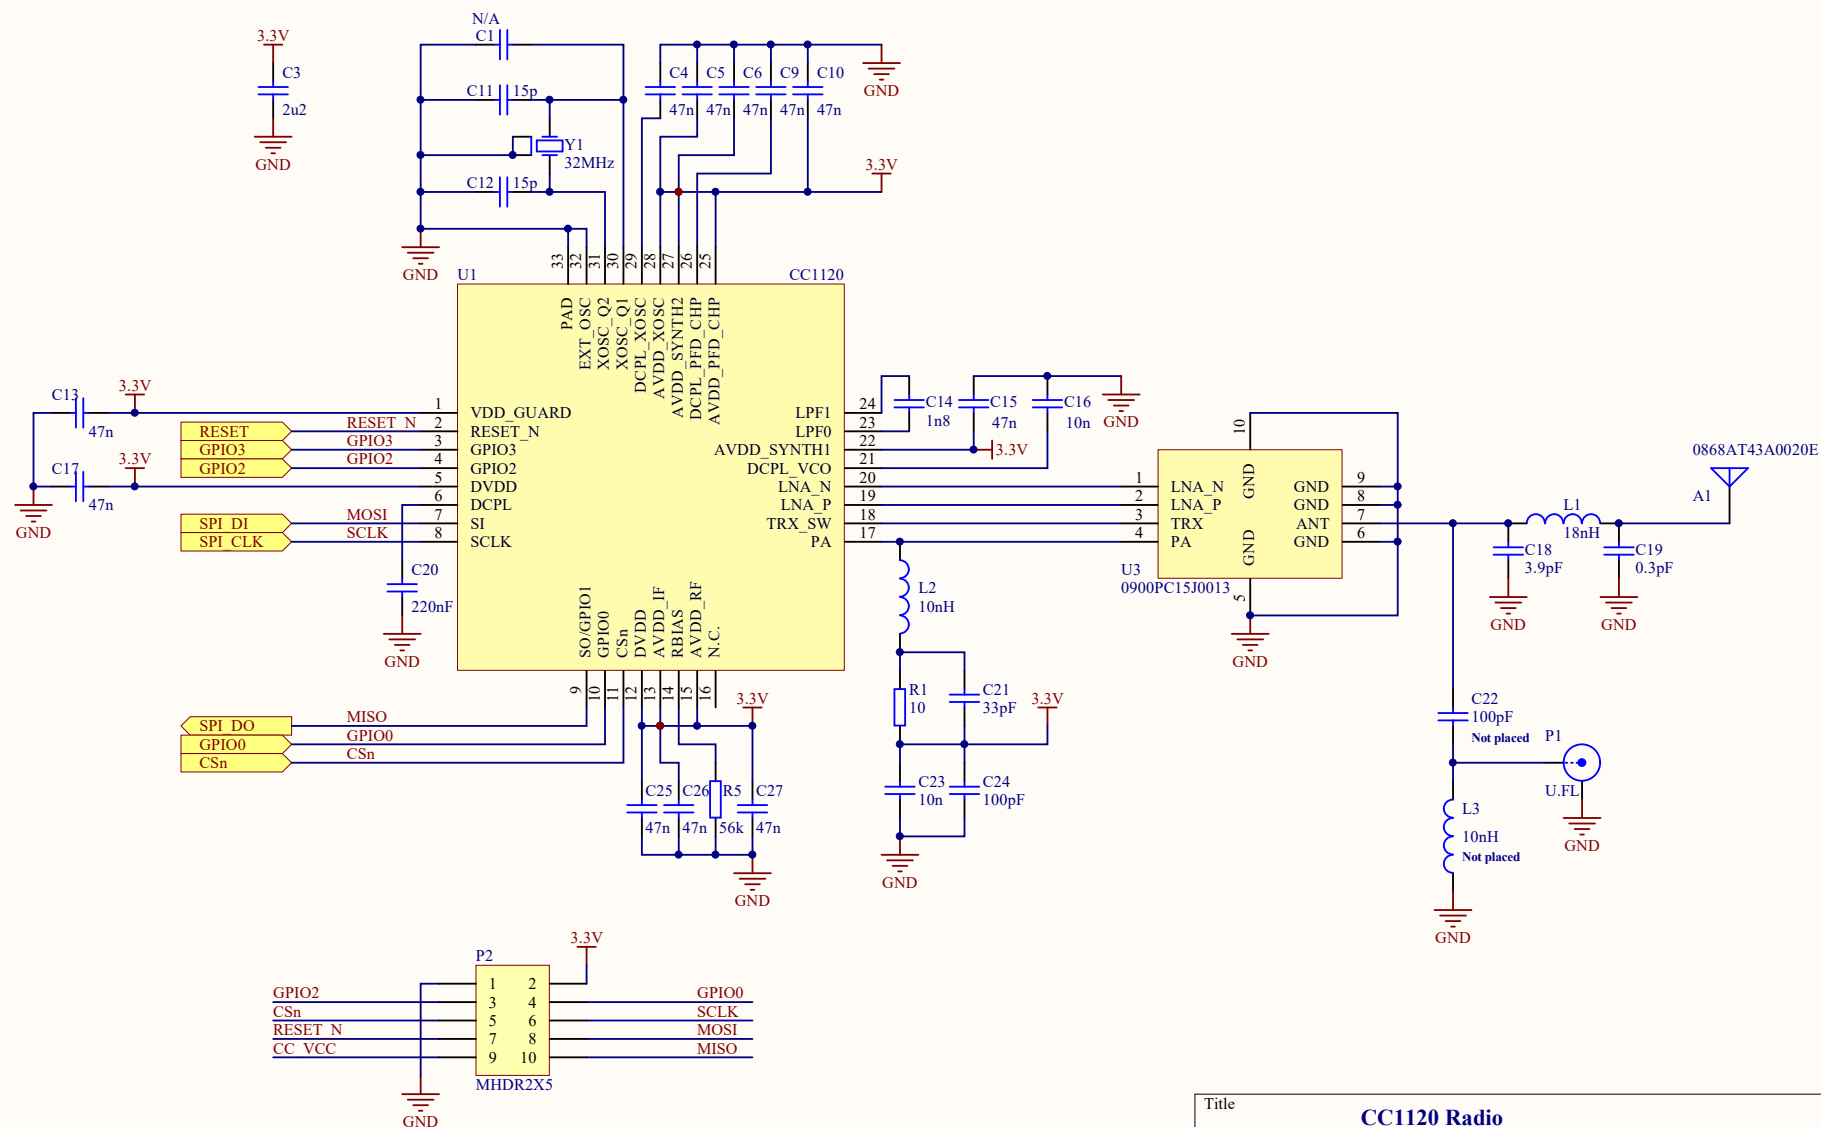 N/A
C1
3.3V
C3
2u2
GND
C11 15p
Y1
32MHz
C12 15p
GND
C4 C5 C6 C9 C10
47n 47n 47n 47n 47n
GND
3.3V
U1
CC1120
33 32 31 30 29 28 27 26 25
PAD
EXT_OSC
XOSC_Q2
XOSC_Q1
DCPL_XOSC
AVDD_XOSC
AVDD_SYNTH2
DCPL_PFD_CHP
AVDD_PFD_CHP
C13
47n
3.3V
C17
47n
3.3V
GND
RESET RESET_N
GPIO3 GPIO3
GPIO2 GPIO2
SPI_DI MOSI
SPI_CLK SCLK
1 VDD_GUARD
2 RESET_N
3 GPIO3
4 GPIO2
5 DVDD
6 DCPL
7 SI
8 SCLK
C20
220nF
GND
LPF1 24
LPF0 23
AVDD_SYNTH1 22
DCPL_VCO 21
LNA_N 20
LNA_P 19
TRX_SW 18
PA 17
C14
1n8
C15
47n
C16
10n
GND
3.3V
SO/GPIO1
GPIO0
CSn
DVDD
AVDD_IF
RBIAS
AVDD_RF
N.C.
9 10 11 12 13 14 15 16
SPI_DO MISO
GPIO0 GPIO0
CSn CSn
3.3V
C25 C26 R5 C27
47n 47n 56k 47n
GND
L2
10nH
R1
10
C21
33pF
3.3V
C23
10n
C24
100pF
GND
1 LNA_N
2 LNA_P
3 TRX
4 PA
10
GND
GND
5
GND 9
GND 8
ANT 7
GND 6
U3
0900PC15J0013
GND
L1
18nH
C18
3.9pF
GND
C19
0.3pF
GND
0868AT43A0020E
A1
C22
100pF
Not placed
P1
U.FL
GND
L3
10nH
Not placed
GND
P2
3.3V
1 2
GPIO2 3 4 GPIO0
CSn 5 6 SCLK
RESET_N 7 8 MOSI
CC_VCC 9 10 MISO
MHDR2X5
GND
Title
CC1120 Radio